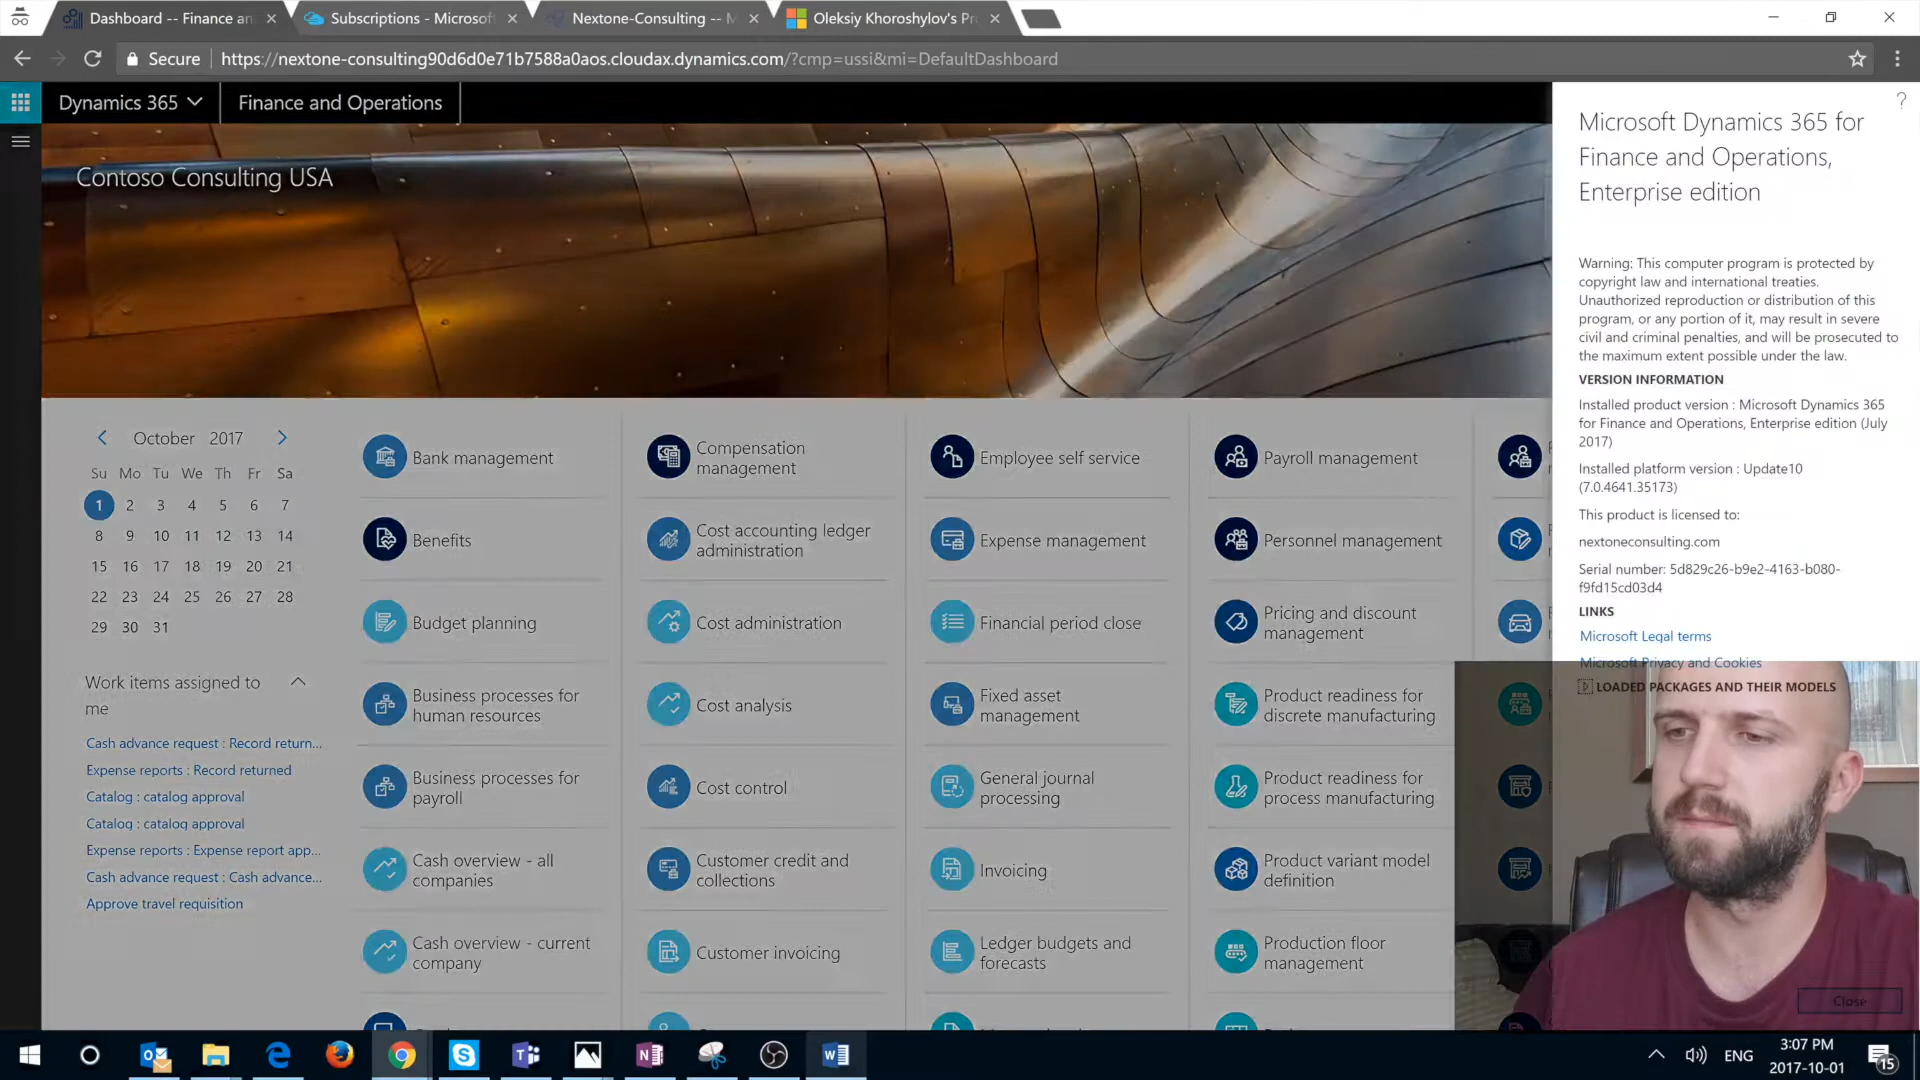 Dashboard -- Finance an
Subscriptions - Microsoft
Nextone-Consulting -- M
Oleksiy Khoroshylov's Pr
Secure
https://nextone-consulting90d6d0e71b7588a0aos.cloudax.dynamics.com/?cmp=ussi&mi=DefaultDashboard
Dynamics 365
Finance and Operations
?
Contoso Consulting USA
October 2017
Su Mo Tu We Th Fr Sa
1 2 3 4 5 6 7
8 9 10 11 12 13 14
15 16 17 18 19 20 21
22 23 24 25 26 27 28
29 30 31
Work items assigned to
me
Cash advance request : Record return...
Expense reports : Record returned
Catalog : catalog approval
Catalog : catalog approval
Expense reports : Expense report app...
Cash advance request : Cash advance...
Approve travel requisition
Bank management
Benefits
Budget planning
Business processes for
human resources
Business processes for
payroll
Cash overview - all
companies
Cash overview - current
company
Compensation
management
Cost accounting ledger
administration
Cost administration
Cost analysis
Cost control
Customer credit and
collections
Customer invoicing
Employee self service
Expense management
Financial period close
Fixed asset
management
General journal
processing
Invoicing
Ledger budgets and
forecasts
Payroll management
Personnel management
Pricing and discount
management
Product readiness for
discrete manufacturing
Product readiness for
process manufacturing
Product variant model
definition
Production floor
management
Microsoft Dynamics 365 for
Finance and Operations,
Enterprise edition
Warning: This computer program is protected by
copyright law and international treaties.
Unauthorized reproduction or distribution of this
program, or any portion of it, may result in severe
civil and criminal penalties, and will be prosecuted to
the maximum extent possible under the law.
VERSION INFORMATION
Installed product version : Microsoft Dynamics 365
for Finance and Operations, Enterprise edition (July
2017)
Installed platform version : Update10
(7.0.4641.35173)
This product is licensed to:
nextoneconsulting.com
Serial number: 5d829c26-b9e2-4163-b080-
f9fd15cd03d4
LINKS
Microsoft Legal terms
Microsoft Privacy and Cookies
LOADED PACKAGES AND THEIR MODELS
Close
ENG
3:07 PM
2017-10-01
15